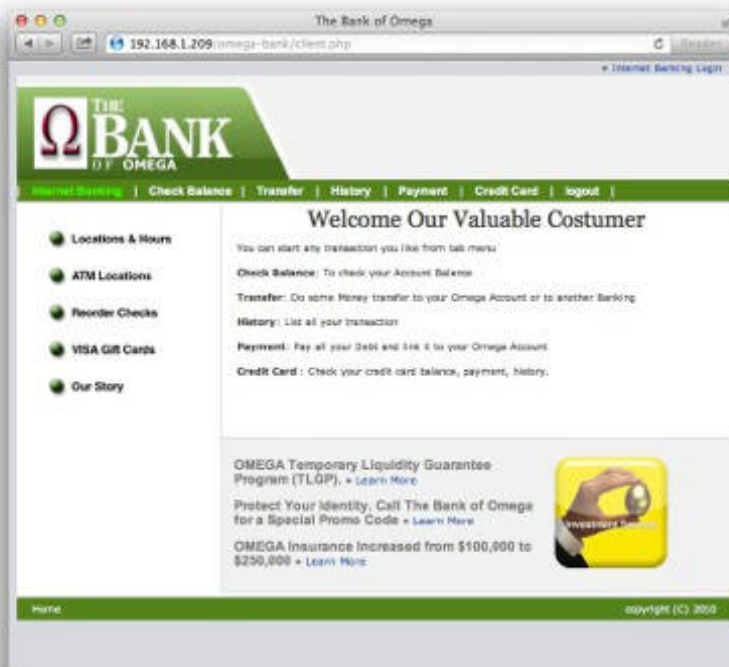 The Bank of Omega
192.168.1.209/omega-bank/client.php
Reader
Internet Banking Login
Ω THE
BANK
OF OMEGA
| Internet Banking | Check Balance | Transfer | History | Payment | Credit Card | logout |
Welcome Our Valuable Costumer
You can start any transaction you like from tab menu
Check Balance: To check your Account Balance
Transfer: Do some Money transfer to your Omega Account or to another Banking
History: List all your transaction
Payment: Pay all your Debt and link it to your Omega Account
Credit Card : Check your credit card balance, payment, history.
Locations & Hours
ATM Locations
Reorder Checks
VISA Gift Cards
Our Story
OMEGA Temporary Liquidity Guarantee
Program (TLGP). » Learn More
Protect Your Identity. Call The Bank of Omega
for a Special Promo Code » Learn More
OMEGA Insurance Increased from $100,000 to
$250,000 » Learn More
Investment
Home
copyright (C) 2010